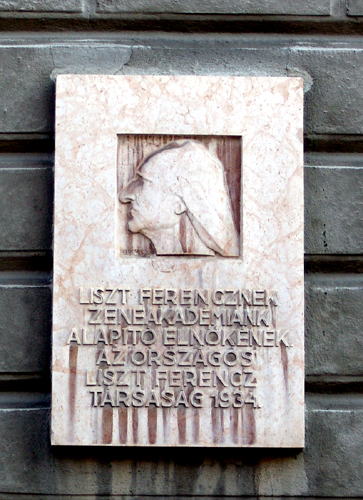 LISZT FERENCZNEK
ZENEAKADÉMIÁNK
ALAPÍTÓ ELNÖKÉNEK
AZ ORSZÁGOS
LISZT FERENCZ
TÁRSASÁG 1934.